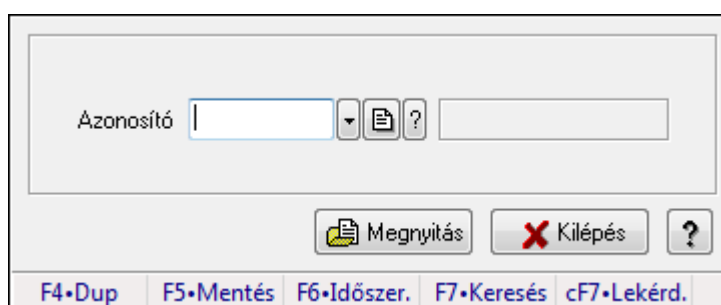 Azonosító ?
Megnyitás Kilépés ?
F4•Dup F5•Mentés F6•Időszer. F7•Keresés cF7•Lekérd.